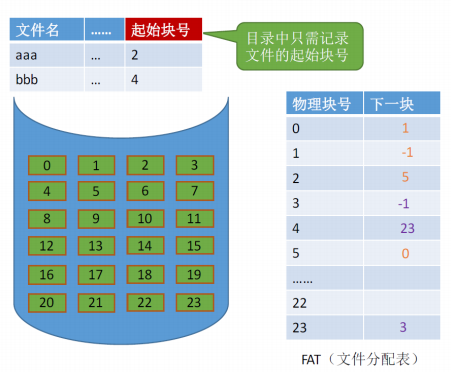 文件名 …… 起始块号
aaa … 2
bbb … 4
目录中只需记录
文件的起始块号
0 1 2 3
4 5 6 7
8 9 10 11
12 13 14 15
16 17 18 19
20 21 22 23
物理块号 下一块
0 1
1 -1
2 5
3 -1
4 23
5 0
……
22
23 3
FAT（文件分配表）